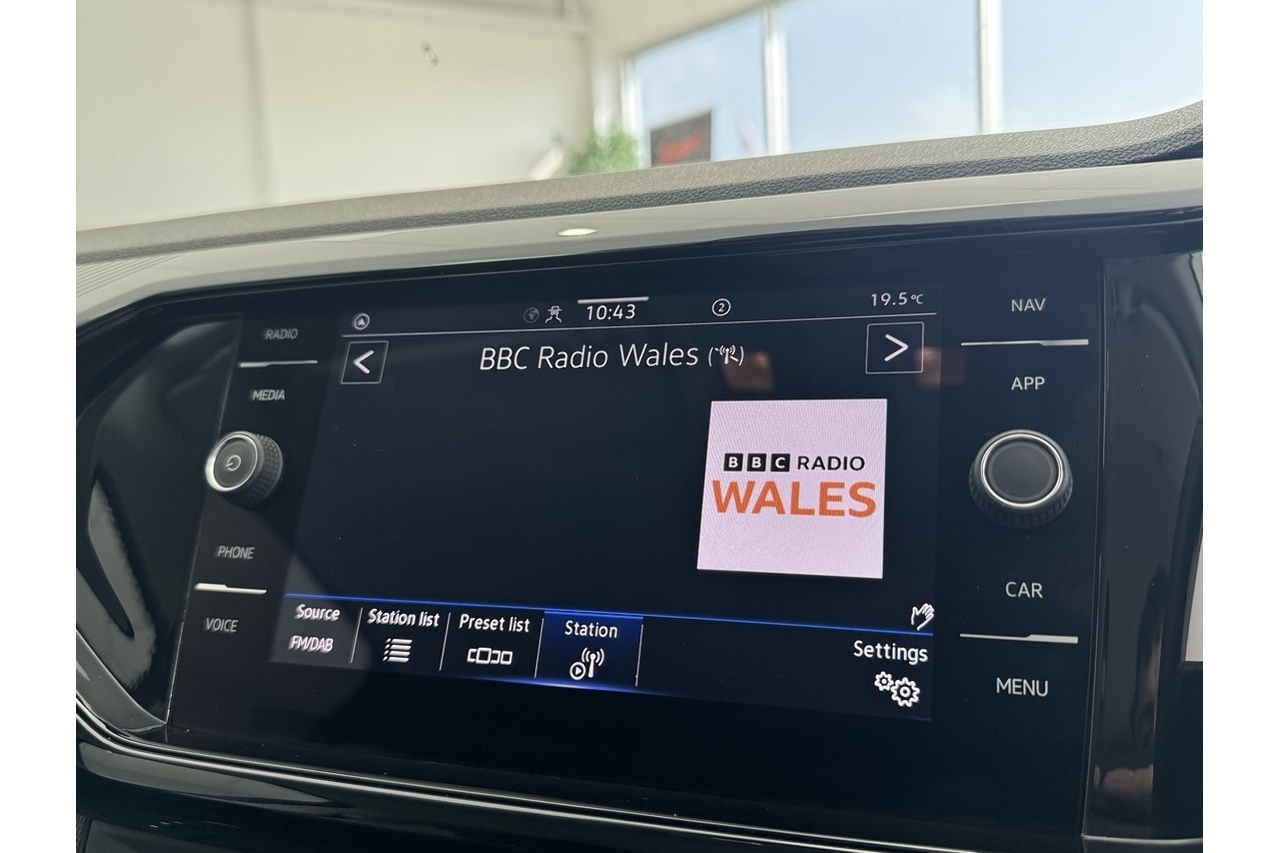 10:43
2
19.5°C
RADIO
MEDIA
PHONE
VOICE
< BBC Radio Wales >
BBC RADIO
WALES
Source
FM/DAB
Station list
Preset list
Station
Settings
NAV
APP
CAR
MENU